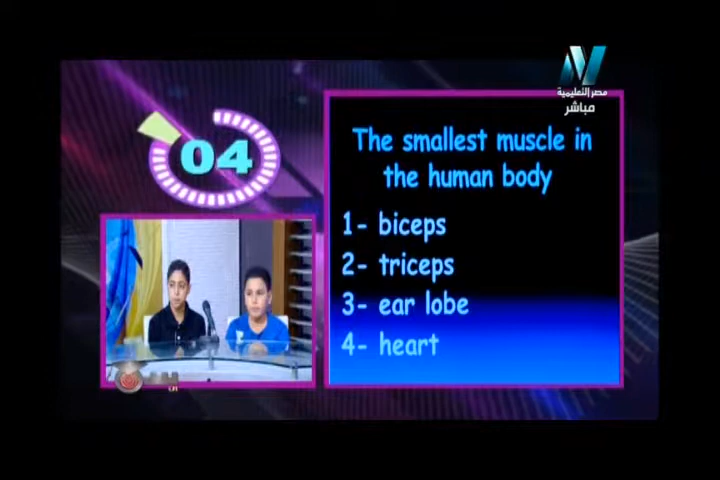 مصر التعليمية
مباشر
04
The smallest muscle in
the human body
1- biceps
2- triceps
3- ear lobe
4- heart